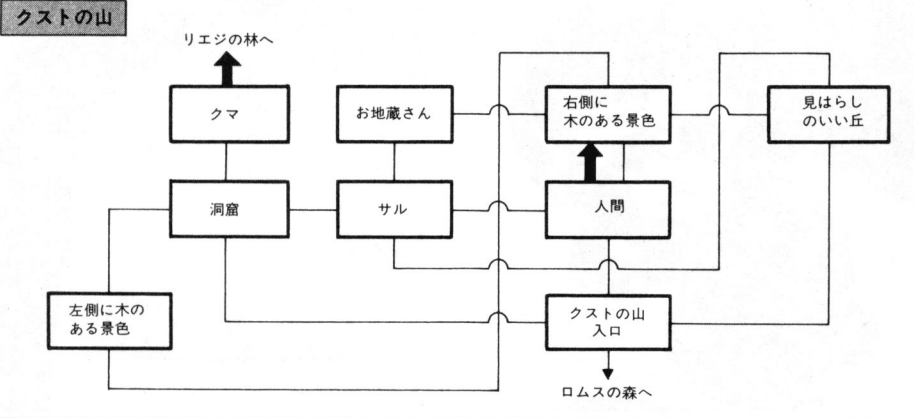 クストの山
リエジの林へ
クマ
お地蔵さん
右側に
木のある景色
見はらし
のいい丘
洞窟
サル
人間
左側に木の
ある景色
クストの山
入口
ロムスの森へ